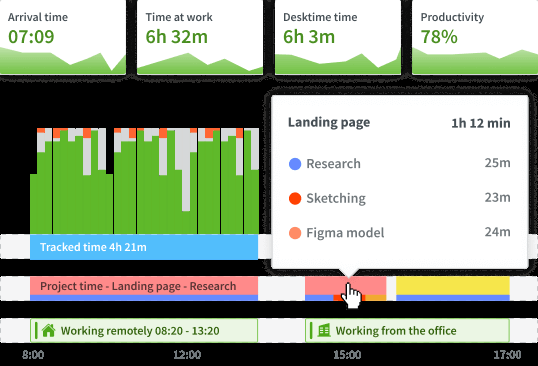 Arrival time
07:09
Time at work
6h 32m
Desktime time
6h 3m
Productivity
78%
Landing page 1h 12 min
Research 25m
Sketching 23m
Figma model 24m
Tracked time 4h 21m
Project time - Landing page - Research
Working remotely 08:20 - 13:20
Working from the office
8:00 12:00 15:00 17:00